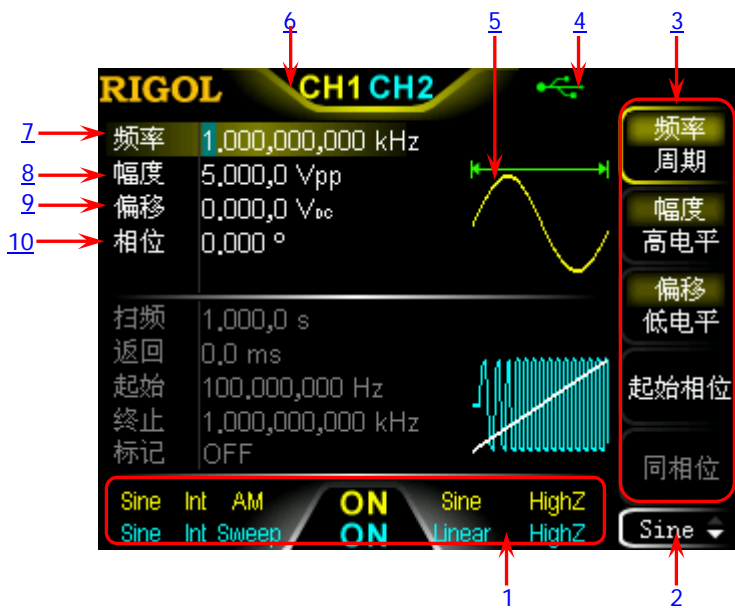 6 5 4 3
RIGOL CH1 CH2
7 频率 1.000,000,000 kHz
8 幅度 5.000,0 Vpp
9 偏移 0.000,0 VDC
10 相位 0.000 °
扫频 1.000,0 s
返回 0.0 ms
起始 100.000,000 Hz
终止 1.000,000,000 kHz
标记 OFF
频率
周期
幅度
高电平
偏移
低电平
起始相位
同相位
Sine Int AM ON Sine HighZ
Sine Int Sweep ON Linear HighZ
Sine
1 2